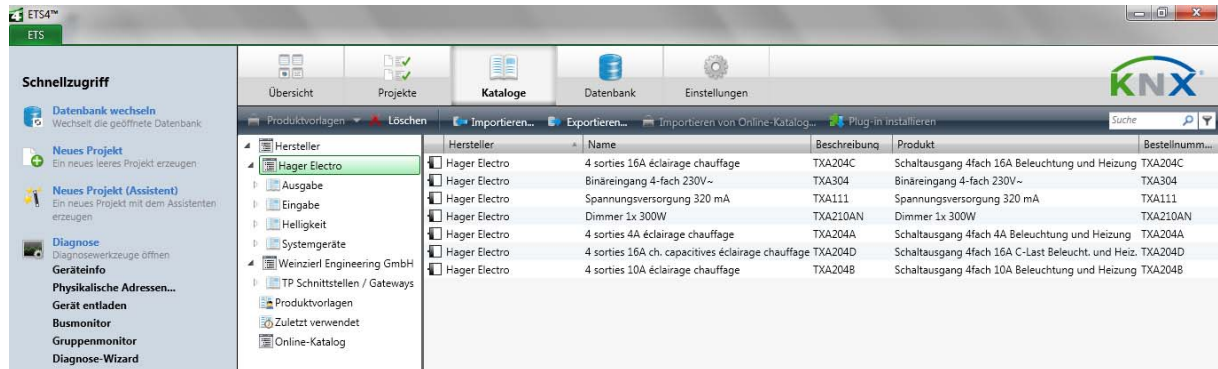 ETS4™
ETS
Schnellzugriff
Datenbank wechseln
Wechselt die geöffnete Datenbank
Neues Projekt
Ein neues leeres Projekt erzeugen
Neues Projekt (Assistent)
Ein neues Projekt mit dem Assistenten
erzeugen
Diagnose
Diagnosewerkzeuge öffnen
Geräteinfo
Physikalische Adressen...
Gerät entladen
Busmonitor
Gruppenmonitor
Diagnose-Wizard
Übersicht Projekte Kataloge Datenbank Einstellungen
KNX
Produktvorlagen Löschen Importieren... Exportieren... Importieren von Online-Katalog... Plug-in installieren Suche
Hersteller
Hager Electro
Ausgabe
Eingabe
Helligkeit
Systemgeräte
Weinzierl Engineering GmbH
TP Schnittstellen / Gateways
Produktvorlagen
Zuletzt verwendet
Online-Katalog
Hersteller Name Beschreibung Produkt Bestellnumm...
Hager Electro 4 sorties 16A éclairage chauffage TXA204C Schaltausgang 4fach 16A Beleuchtung und Heizung TXA204C
Hager Electro Binäreingang 4-fach 230V~ TXA304 Binäreingang 4-fach 230V~ TXA304
Hager Electro Spannungsversorgung 320 mA TXA111 Spannungsversorgung 320 mA TXA111
Hager Electro Dimmer 1x 300W TXA210AN Dimmer 1x 300W TXA210AN
Hager Electro 4 sorties 4A éclairage chauffage TXA204A Schaltausgang 4fach 4A Beleuchtung und Heizung TXA204A
Hager Electro 4 sorties 16A ch. capacitives éclairage chauffage TXA204D Schaltausgang 4fach 16A C-Last Beleucht. und Heiz. TXA204D
Hager Electro 4 sorties 10A éclairage chauffage TXA204B Schaltausgang 4fach 10A Beleuchtung und Heizung TXA204B